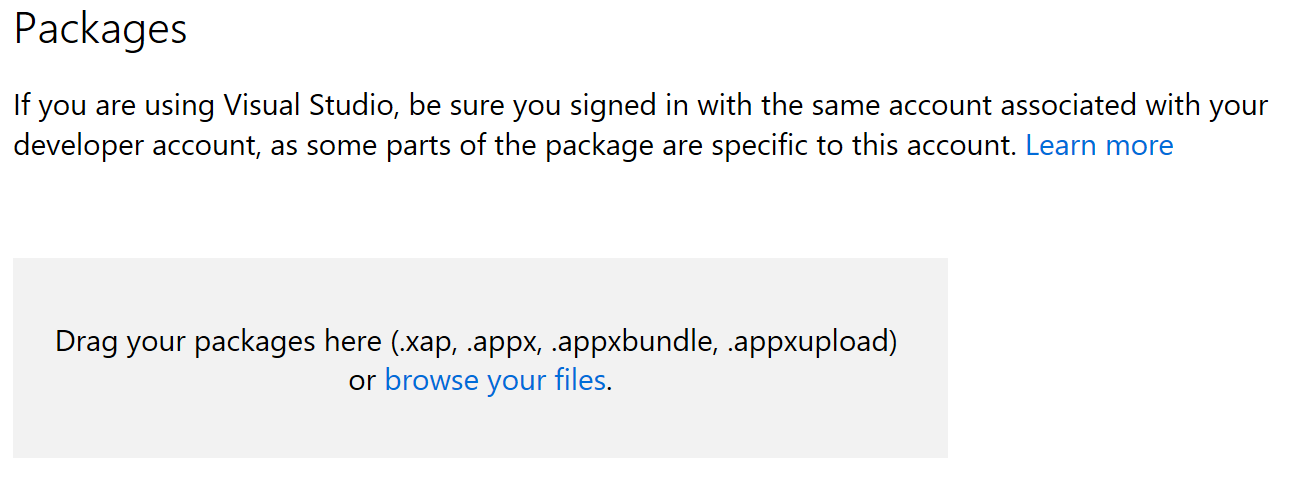 Packages
If you are using Visual Studio, be sure you signed in with the same account associated with your
developer account, as some parts of the package are specific to this account. Learn more
Drag your packages here (.xap, .appx, .appxbundle, .appxupload)
or browse your files.